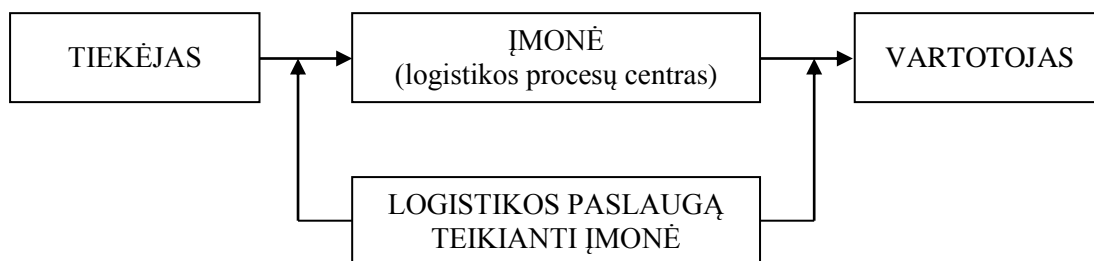 TIEKĖJAS
ĮMONĖ
(logistikos procesų centras)
VARTOTOJAS
LOGISTIKOS PASLAUGĄ
TEIKIANTI ĮMONĖ